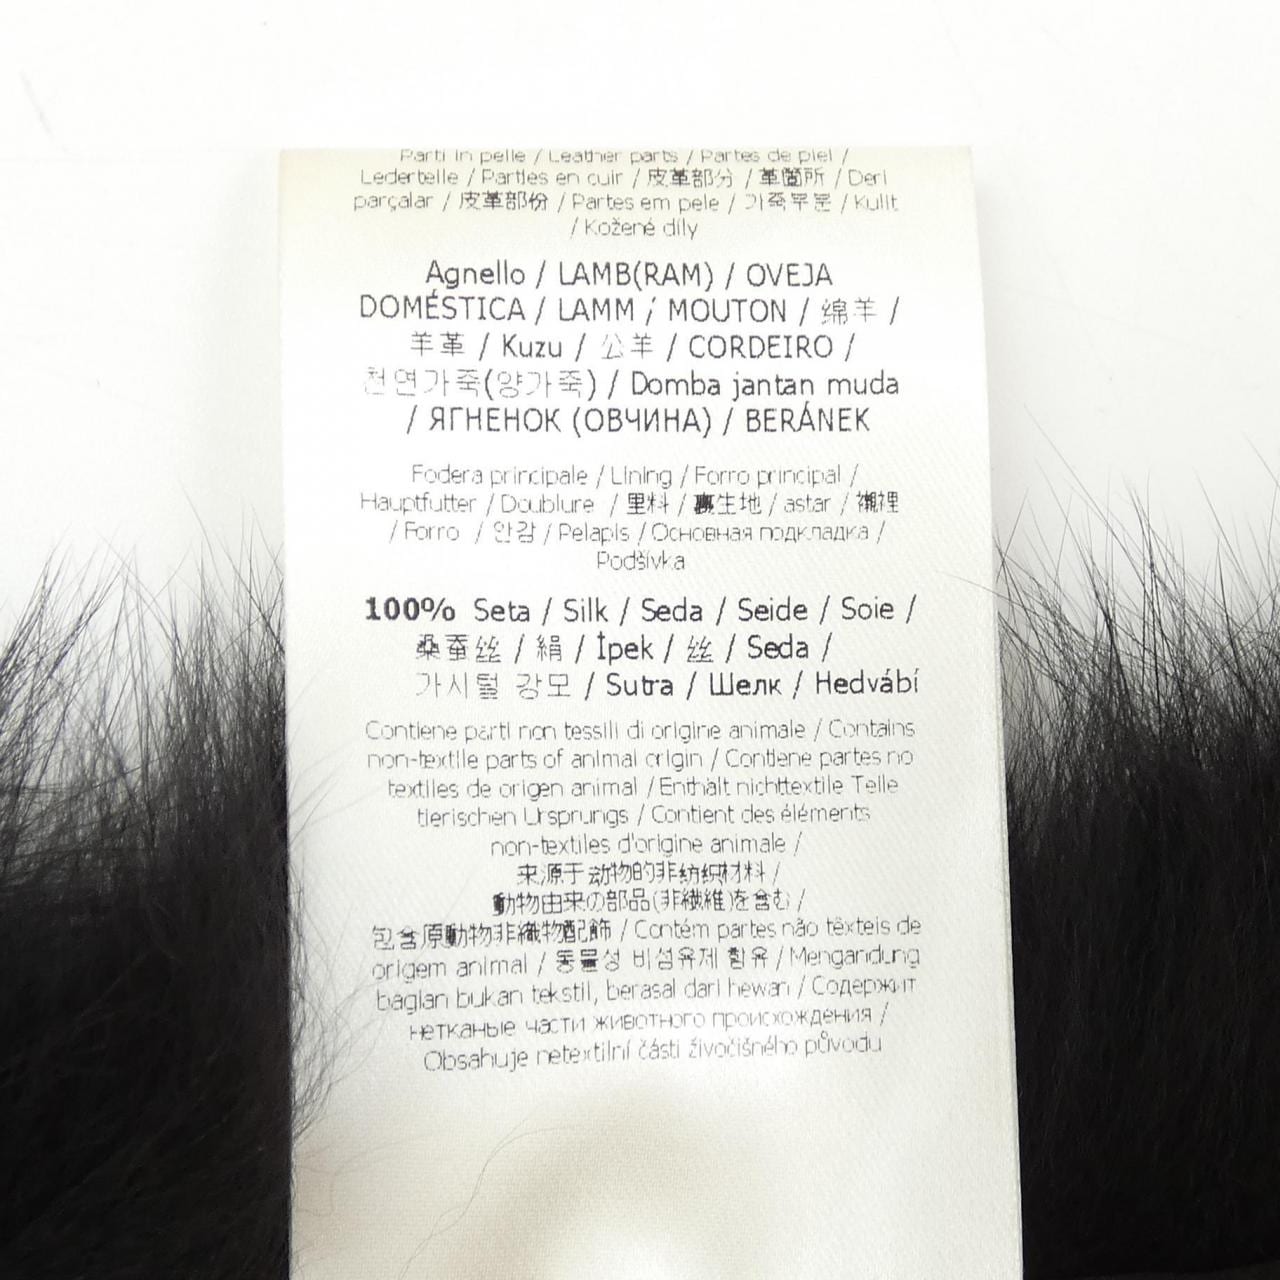 Parti in pelle / Leather parts / Partes de piel /
Lederteile / Parties en cuir / 皮革部分 / 革箇所 / Deri
parçalar / 皮革部份 / Partes em pele / 가죽부분 / Kulit
/ Kožené díly
Agnello / LAMB(RAM) / OVEJA
DOMÉSTICA / LAMM / MOUTON / 绵羊 /
羊革 / Kuzu / 公羊 / CORDEIRO /
천연가죽(양가죽) / Domba jantan muda
/ ЯГНЕНОК (ОВЧИНА) / BERÁNEK
Fodera principale / Lining / Forro principal /
Hauptfutter / Doublure / 里料 / 裏生地 / astar / 襯裡
/ Forro / 안감 / Pelapis / Основная подкладка /
Podšívka
100% Seta / Silk / Seda / Seide / Soie /
桑蚕丝 / 絹 / İpek / 丝 / Seda /
가시털 강모 / Sutra / Шелк / Hedvábí
Contiene parti non tessili di origine animale / Contains
non-textile parts of animal origin / Contiene partes no
textiles de origen animal / Enthält nichttextile Teile
tierischen Ursprungs / Contient des éléments
non-textiles d'origine animale /
来源于动物的非纺织材料 /
動物由来の部品(非繊維)を含む /
包含原動物非織物配飾 / Contém partes não têxteis de
origem animal / 동물성 비섬유제 함유 / Mengandung
bagian bukan tekstil, berasal dari hewan / Содержит
нетканые части животного происхождения /
Obsahuje netextilní části živočišného původu